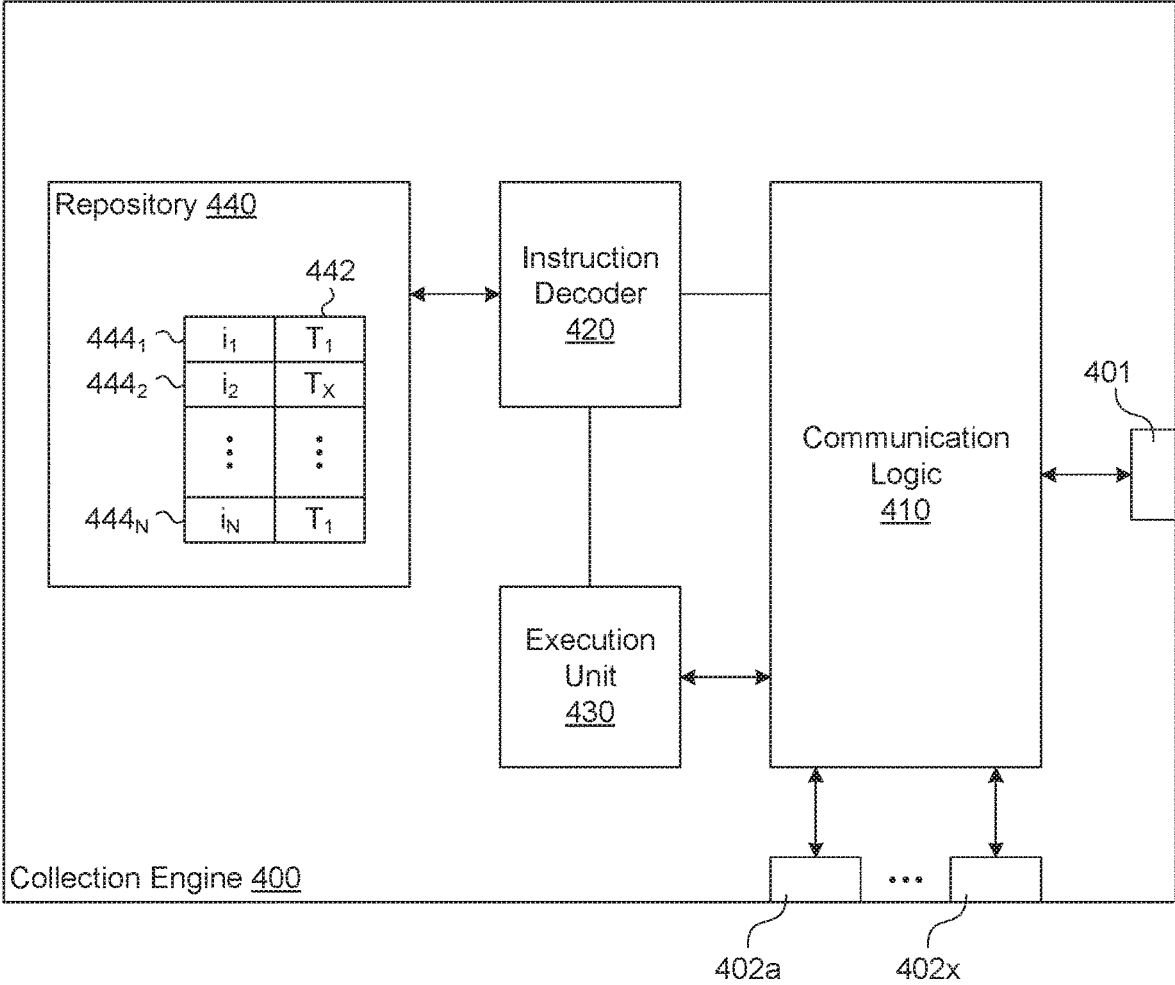 Repository 440
442
444₁ i₁ T₁
444₂ i₂ Tₓ
⋮ ⋮
444N iN T₁
Instruction
Decoder
420
Execution
Unit
430
Communication
Logic
410
401
Collection Engine 400
...
402a 402x